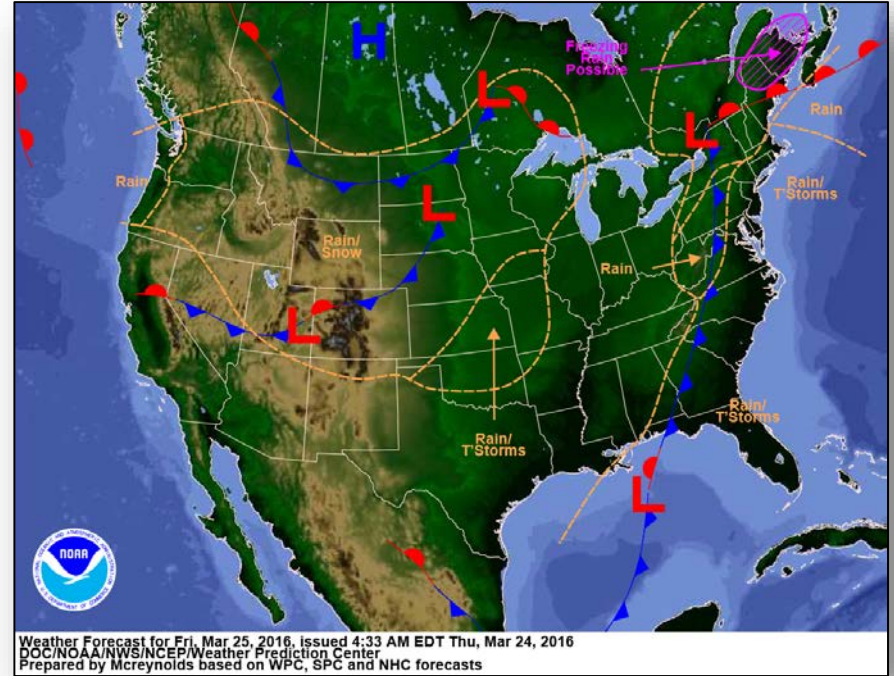 H
Freezing
Rain
Possible
L
L
Rain
Rain
Rain/
T'Storms
L
Rain/
Snow
Rain
L
Rain/
T'Storms
Rain/
T'Storms
L
NOAA
Weather Forecast for Fri, Mar 25, 2016, issued 4:33 AM EDT Thu, Mar 24, 2016
DOC/NOAA/NWS/NCEP/Weather Prediction Center
Prepared by Mcreynolds based on WPC, SPC and NHC forecasts